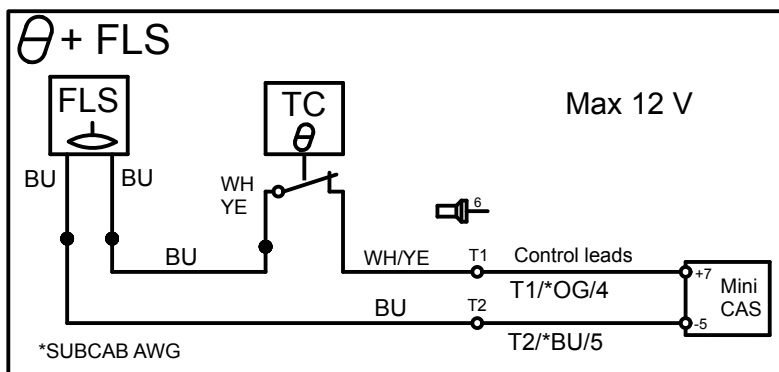 θ + FLS
FLS
TC
θ
Max 12 V
BU
BU
WH
YE
6
BU
WH/YE
T1
Control leads
+7
T1/*OG/4
Mini
CAS
BU
T2
-5
T2/*BU/5
*SUBCAB AWG